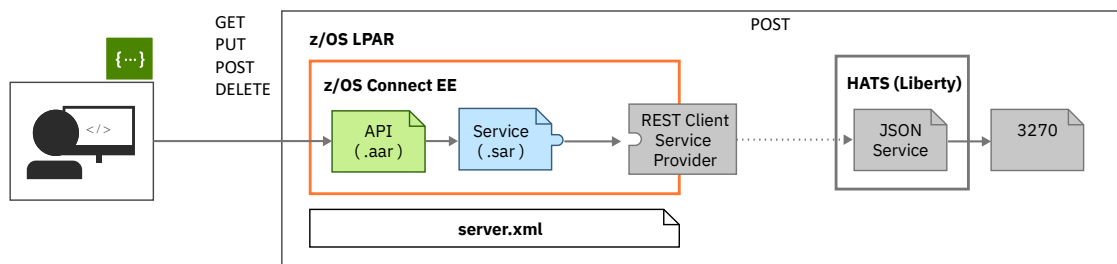 GET
PUT
POST
DELETE
{...}
</>
z/OS LPAR
POST
z/OS Connect EE
API
( .aar )
Service
( .sar )
REST Client
Service
Provider
HATS (Liberty)
JSON
Service
3270
server.xml